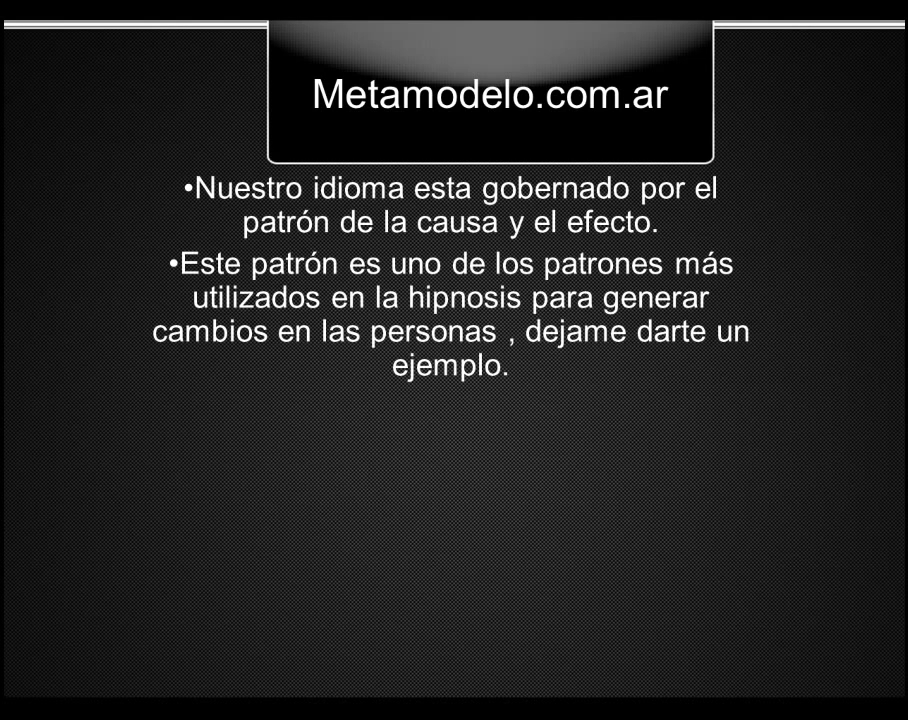 Metamodelo.com.ar
•Nuestro idioma esta gobernado por el
patrón de la causa y el efecto.
•Este patrón es uno de los patrones más
utilizados en la hipnosis para generar
cambios en las personas , dejame darte un
ejemplo.